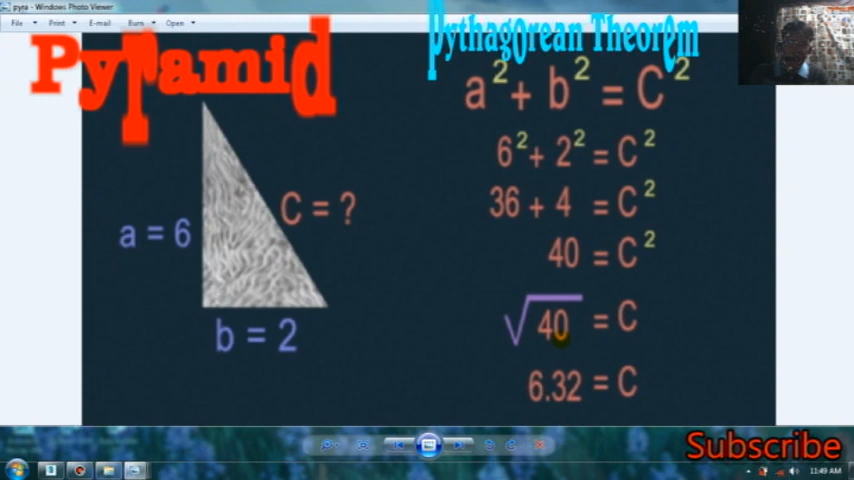 pyra - Windows Photo Viewer
File Print E-mail Burn Open
Pyramid
Pythagorean Theorem
a² + b² = C²
6² + 2² = C²
36 + 4 = C²
40 = C²
√40 = C
6.32 = C
a = 6
C = ?
b = 2
Subscribe
11:49 AM